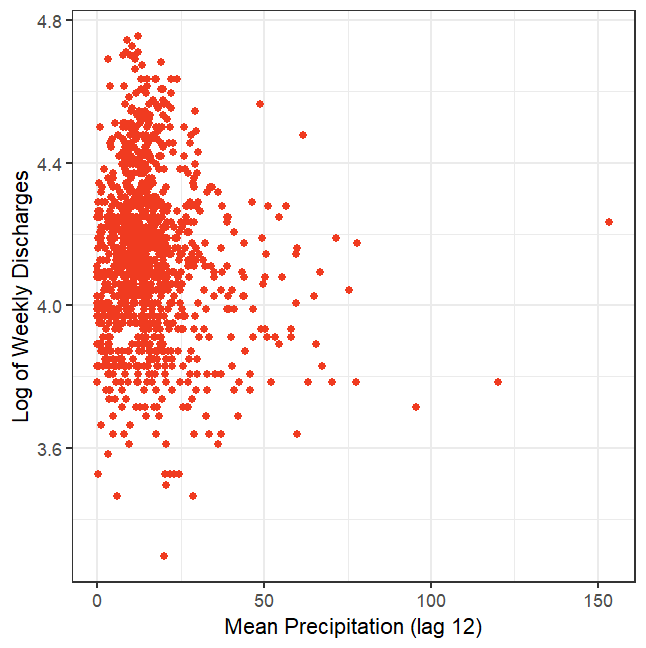 Log of Weekly Discharges
4.8
4.4
4.0
3.6
0 50 100 150
Mean Precipitation (lag 12)